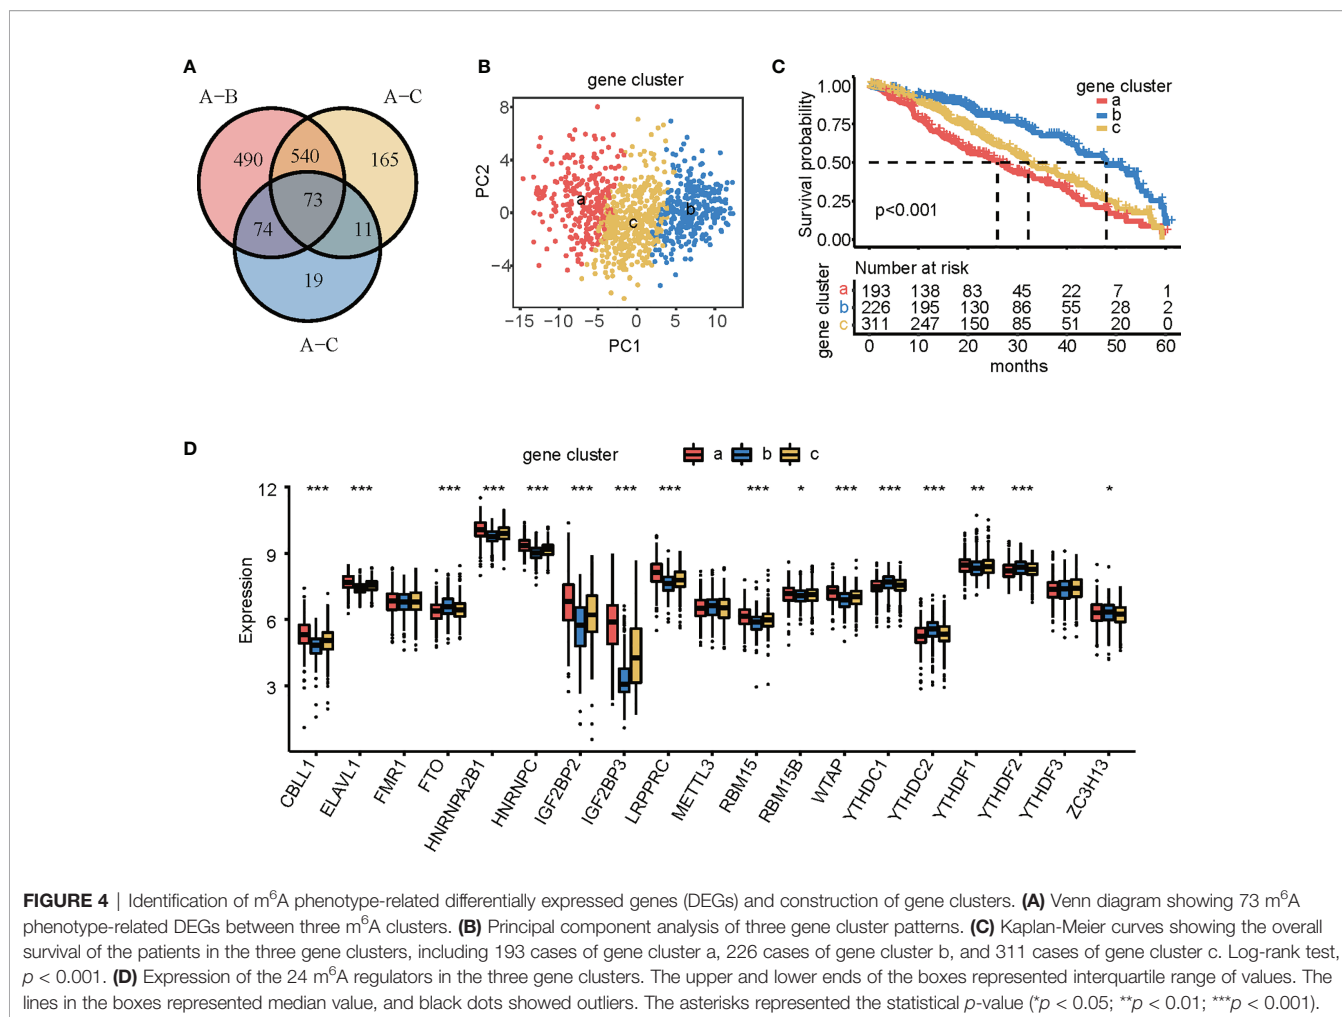 A
A–B
A–C
490
540
165
73
74
11
19
A–C
B
gene cluster
PC2
8
4
0
−4
a
c
b
−15 −10 −5 0 5 10
PC1
C
Survival probability
1.00
0.75
0.50
0.25
0.00
gene cluster
a
b
c
p<0.001
Number at risk
gene cluster
a 193 138 83 45 22 7 1
b 226 195 130 86 55 28 2
c 311 247 150 85 51 20 0
0 10 20 30 40 50 60
months
D
gene cluster a b c
Expression
12
9
6
3
*** *** *** *** *** *** *** *** *** * *** *** *** ** *** *
CBLL1
ELAVL1
FMR1
FTO
HNRNPA2B1
HNRNPC
IGF2BP2
IGF2BP3
LRPPRC
METTL3
RBM15
RBM15B
WTAP
YTHDC1
YTHDC2
YTHDF1
YTHDF2
YTHDF3
ZC3H13
FIGURE 4 | Identification of m⁶A phenotype-related differentially expressed genes (DEGs) and construction of gene clusters. (A) Venn diagram showing 73 m⁶A
phenotype-related DEGs between three m⁶A clusters. (B) Principal component analysis of three gene cluster patterns. (C) Kaplan-Meier curves showing the overall
survival of the patients in the three gene clusters, including 193 cases of gene cluster a, 226 cases of gene cluster b, and 311 cases of gene cluster c. Log-rank test,
p < 0.001. (D) Expression of the 24 m⁶A regulators in the three gene clusters. The upper and lower ends of the boxes represented interquartile range of values. The
lines in the boxes represented median value, and black dots showed outliers. The asterisks represented the statistical p-value (*p < 0.05; **p < 0.01; ***p < 0.001).